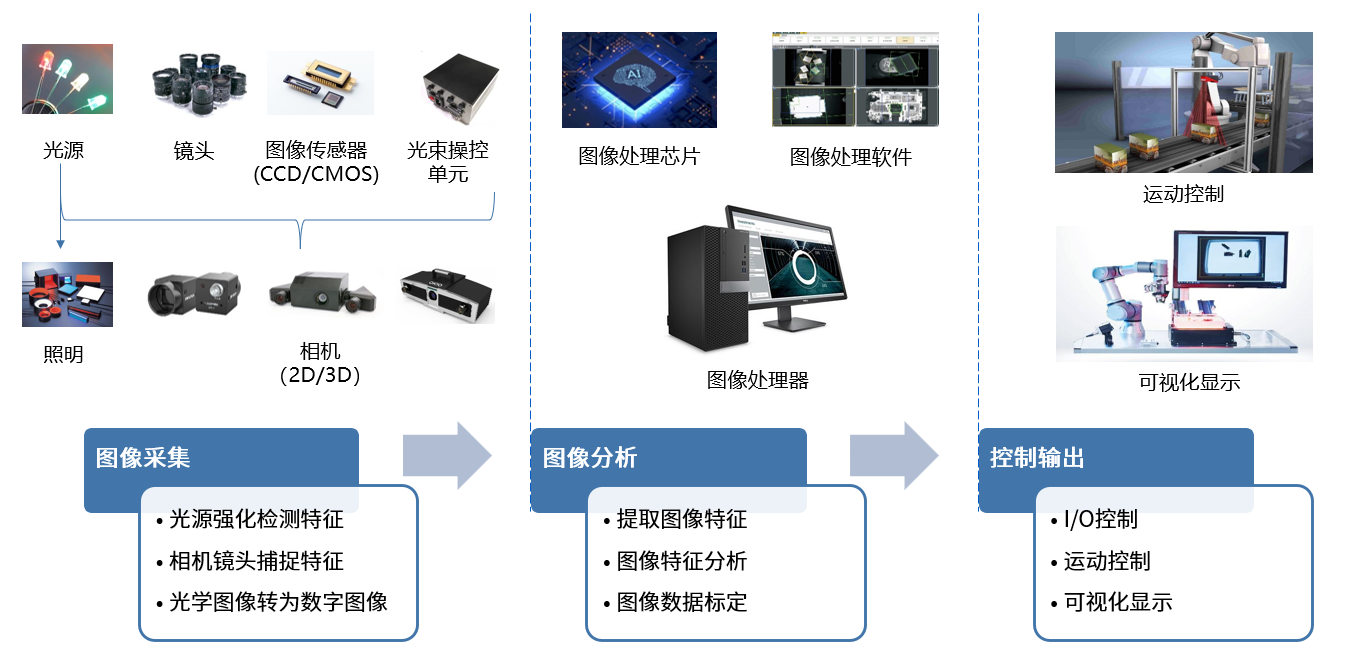 光源
镜头
图像传感器
(CCD/CMOS)
光束操控
单元
照明
相机
(2D/3D)
AI
图像处理芯片
图像处理软件
图像处理器
运动控制
可视化显示
图像采集
• 光源强化检测特征
• 相机镜头捕捉特征
• 光学图像转为数字图像
图像分析
• 提取图像特征
• 图像特征分析
• 图像数据标定
控制输出
• I/O控制
• 运动控制
• 可视化显示